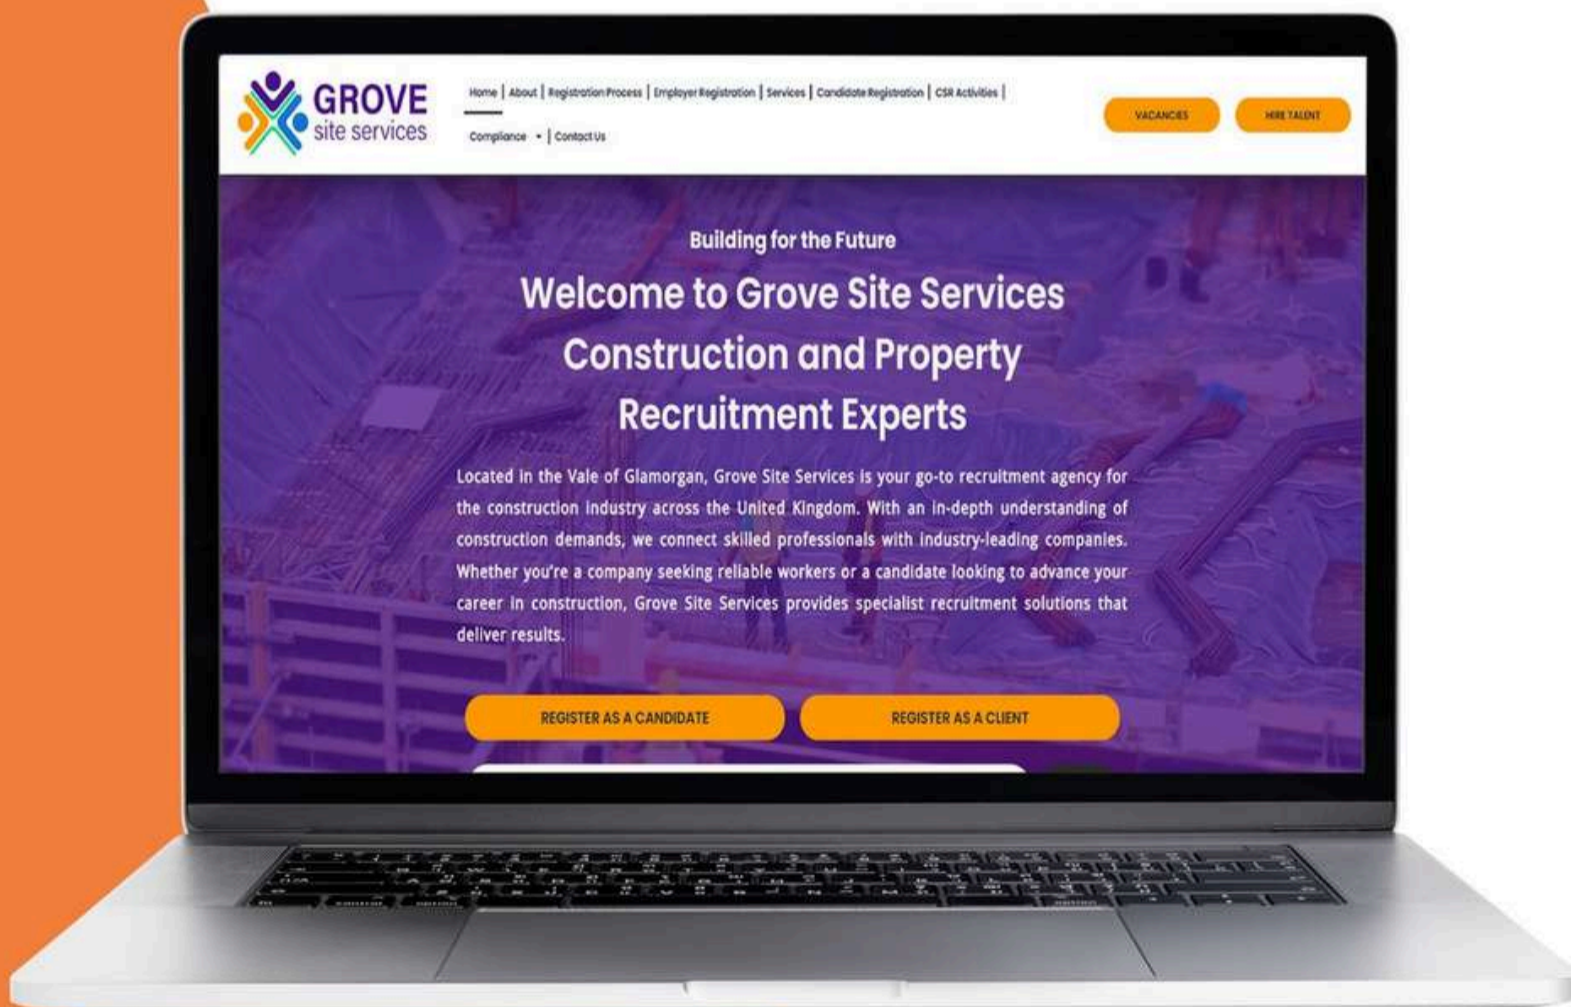 GROVE
site services
Home | About | Registration Process | Employer Registration | Services | Candidate Registration | CSR Activities |
Compliance | Contact Us
VACANCIES
HIRE TALENT
Building for the Future
Welcome to Grove Site Services
Construction and Property
Recruitment Experts
Located in the Vale of Glamorgan, Grove Site Services is your go-to recruitment agency for
the construction industry across the United Kingdom. With an in-depth understanding of
construction demands, we connect skilled professionals with industry-leading companies.
Whether you're a company seeking reliable workers or a candidate looking to advance your
career in construction, Grove Site Services provides specialist recruitment solutions that
deliver results.
REGISTER AS A CANDIDATE
REGISTER AS A CLIENT